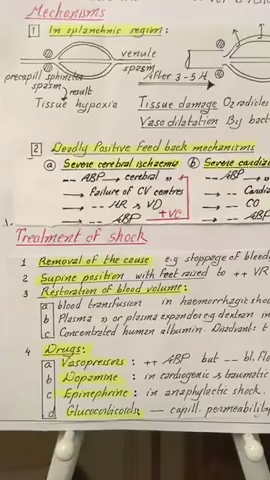 Mechanisms
1 In splanchnic region:
venule
spasm
precapill sphincter
spasm
result
After 3-5 H
Tissue hypoxia
Tissue damage O2 radicles
Vasodilatation By bact
2 Deadly Positive Feed back mechanisms
a Severe cerebral ischaemia b Severe cardiac
-- ABP → cerebral -- ABP →
→ Failure of CV centres
→ -- HR & VD → -- Cardia
→ -- CO
→ -- ABP +ve → -- ABP
Treatment of shock
1 Removal of the cause e.g stoppage of bleed
2 Supine position with feet raised to ++ VR
3 Restoration of blood volume:
a blood transfusion in haemorrhagic sho
b Plasma or plasma expander e.g dextran in
c Concentrated human albumin. Disadvant:
4 Drugs:
a Vasopressors: ++ ABP but -- bl. flo
b Dopamine: in cardiogenic & traumatic
c Epinephrine: in anaphylactic shock.
d Glucocorticoids: — capill. permeability